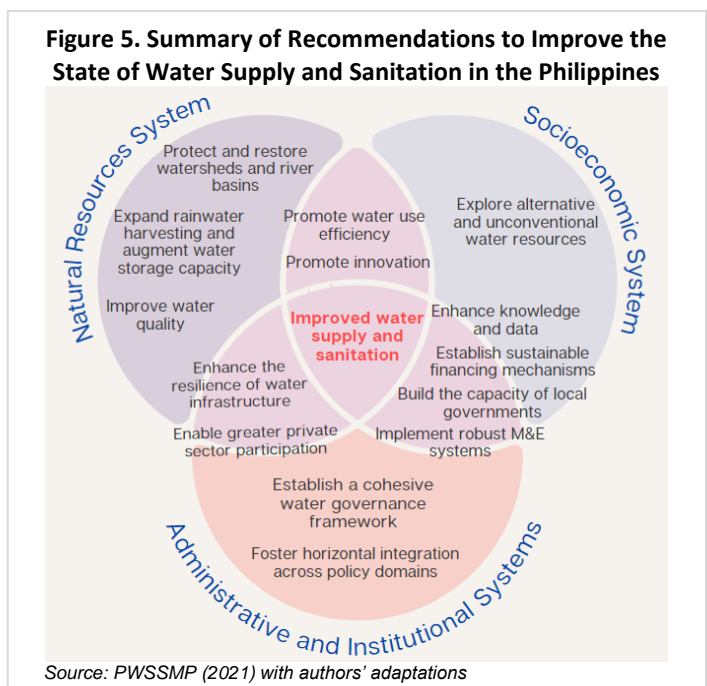 Figure 5. Summary of Recommendations to Improve the
State of Water Supply and Sanitation in the Philippines
Natural Resources System
Socioeconomic System
Protect and restore
watersheds and river
basins
Expand rainwater
harvesting and
augment water
storage capacity
Improve water
quality
Promote water use
efficiency
Promote innovation
Explore alternative
and unconventional
water resources
Improved water
supply and
sanitation
Enhance knowledge
and data
Establish sustainable
financing mechanisms
Build the capacity of local
governments
Implement robust M&E
systems
Enhance the
resilience of water
infrastructure
Enable greater private
sector participation
Establish a cohesive
water governance
framework
Foster horizontal integration
across policy domains
Administrative and Institutional Systems
Source: PWSSMP (2021) with authors’ adaptations